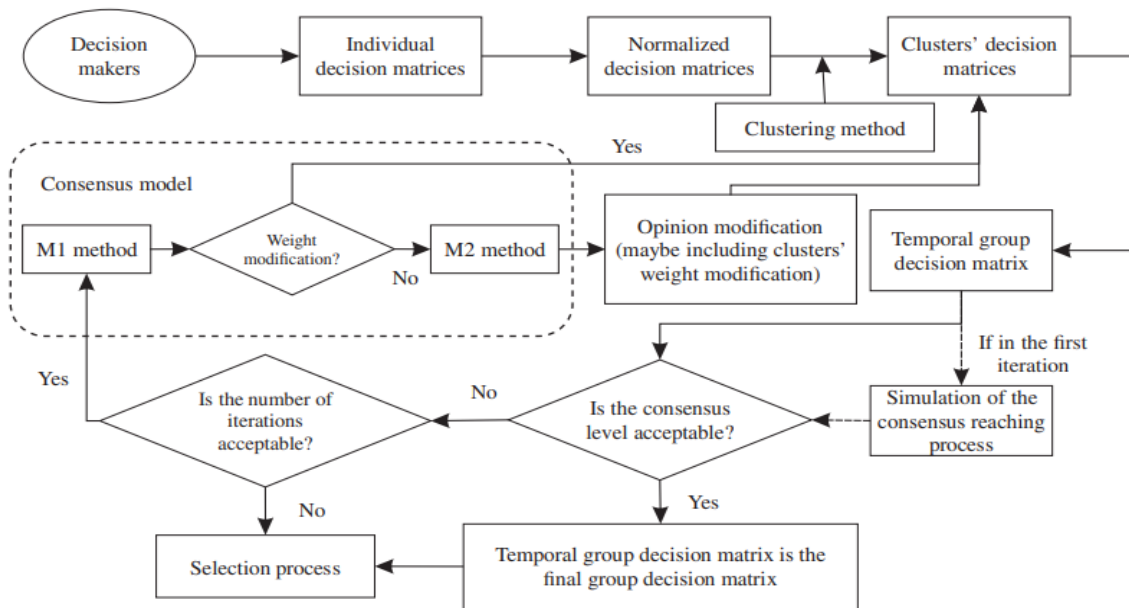 Decision
makers
Individual
decision matrices
Normalized
decision matrices
Clusters' decision
matrices
Clustering method
Yes
Consensus model
M1 method
Weight
modification?
No
M2 method
Opinion modification
(maybe including clusters'
weight modification)
Temporal group
decision matrix
If in the first
iteration
Yes
Is the number of
iterations
acceptable?
No
Is the consensus
level acceptable?
Simulation of the
consensus reaching
process
No
Yes
Selection process
Temporal group decision matrix is the
final group decision matrix